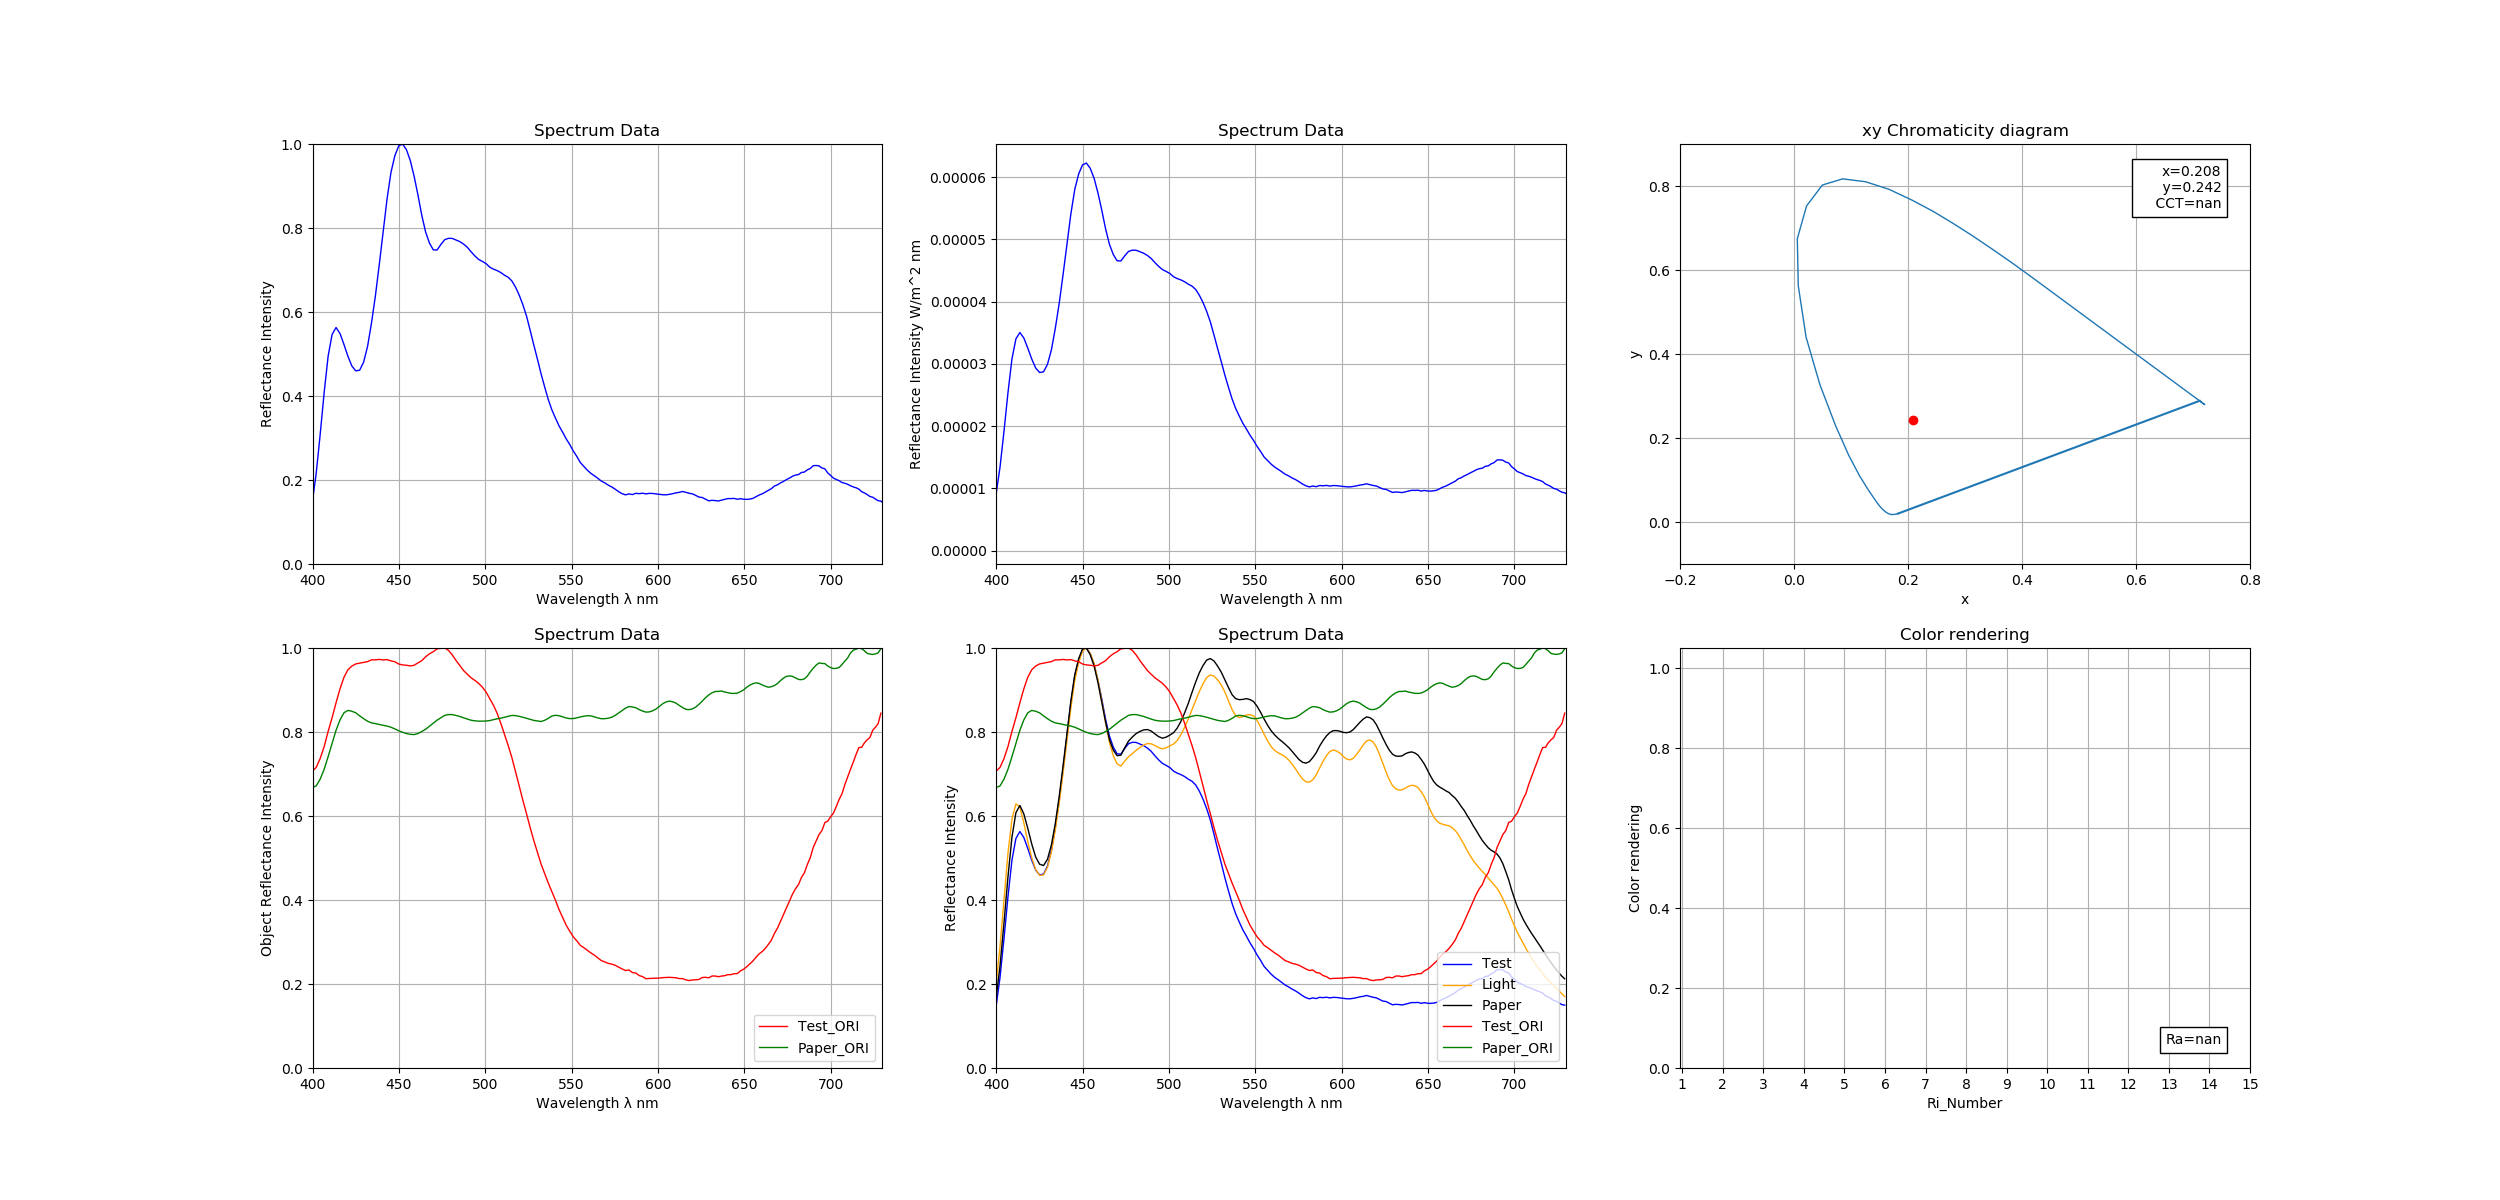 Spectrum Data
1.0
0.8
0.6
0.4
0.2
0.0
Reflectance Intensity
400 450 500 550 600 650 700
Wavelength λ nm
Spectrum Data
0.00006
0.00005
0.00004
0.00003
0.00002
0.00001
0.00000
Reflectance Intensity W/m^2 nm
400 450 500 550 600 650 700
Wavelength λ nm
xy Chromaticity diagram
x=0.208
y=0.242
CCT=nan
0.8
0.6
0.4
0.2
0.0
y
−0.2 0.0 0.2 0.4 0.6 0.8
x
Spectrum Data
1.0
0.8
0.6
0.4
0.2
0.0
Object Reflectance Intensity
Test_ORI
Paper_ORI
400 450 500 550 600 650 700
Wavelength λ nm
Spectrum Data
1.0
0.8
0.6
0.4
0.2
0.0
Reflectance Intensity
Test
Light
Paper
Test_ORI
Paper_ORI
400 450 500 550 600 650 700
Wavelength λ nm
Color rendering
1.0
0.8
0.6
0.4
0.2
0.0
Color rendering
Ra=nan
1 2 3 4 5 6 7 8 9 10 11 12 13 14 15
Ri_Number